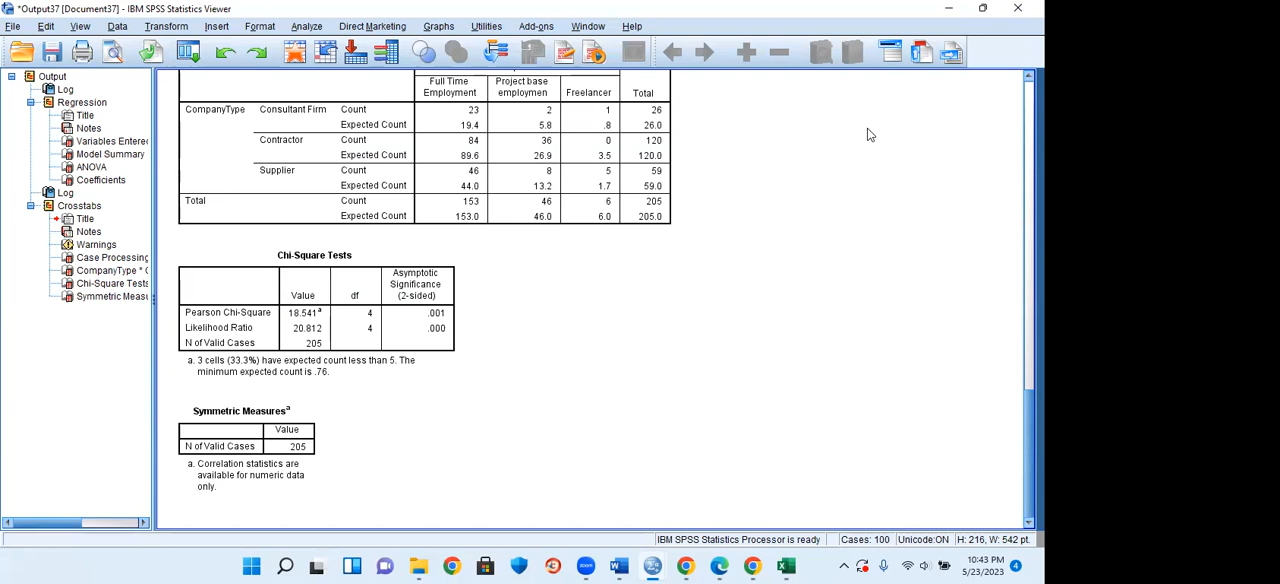 *Output37 [Document37] - IBM SPSS Statistics Viewer
File Edit View Data Transform Insert Format Analyze Direct Marketing Graphs Utilities Add-ons Window Help
Output
Log
Regression
Title
Notes
Variables Entere
Model Summary
ANOVA
Coefficients
Log
Crosstabs
Title
Notes
Warnings
Case Processing
CompanyType * C
Chi-Square Tests
Symmetric Measu
Full Time Employment Project base employmen Freelancer Total
CompanyType Consultant Firm Count 23 2 1 26
Expected Count 19.4 5.8 .8 26.0
Contractor Count 84 36 0 120
Expected Count 89.6 26.9 3.5 120.0
Supplier Count 46 8 5 59
Expected Count 44.0 13.2 1.7 59.0
Total Count 153 46 6 205
Expected Count 153.0 46.0 6.0 205.0
Chi-Square Tests
Value df Asymptotic Significance (2-sided)
Pearson Chi-Square 18.541a 4 .001
Likelihood Ratio 20.812 4 .000
N of Valid Cases 205
a. 3 cells (33.3%) have expected count less than 5. The
minimum expected count is .76.
Symmetric Measuresa
Value
N of Valid Cases 205
a. Correlation statistics are
available for numeric data
only.
IBM SPSS Statistics Processor is ready Cases: 100 Unicode:ON H: 216, W: 542 pt.
10:43 PM
5/23/2023
4